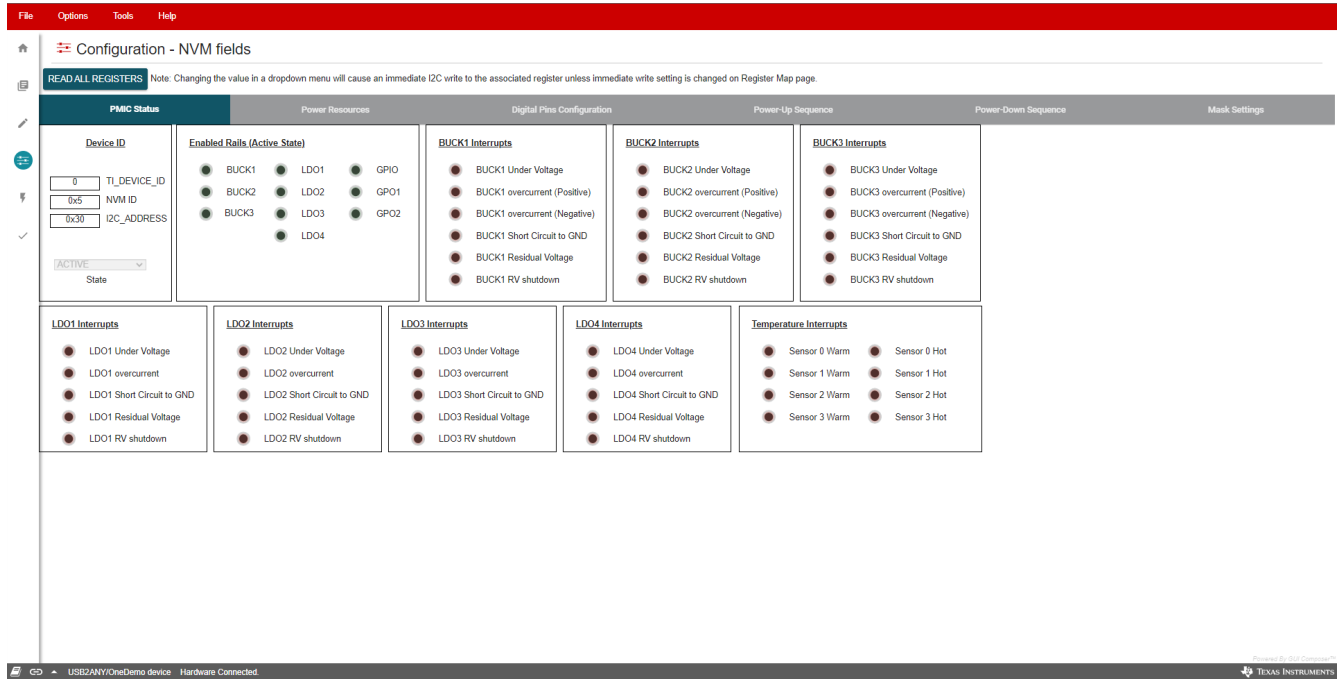 File Options Tools Help
Configuration - NVM fields
READ ALL REGISTERS Note: Changing the value in a dropdown menu will cause an immediate I2C write to the associated register unless immediate write setting is changed on Register Map page.
PMIC Status Power Resources Digital Pins Configuration Power-Up Sequence Power-Down Sequence Mask Settings
Device ID
0 TI_DEVICE_ID
0x5 NVM ID
0x30 I2C_ADDRESS
ACTIVE
State
Enabled Rails (Active State)
BUCK1 LDO1 GPIO
BUCK2 LDO2 GPO1
BUCK3 LDO3 GPO2
LDO4
BUCK1 Interrupts
BUCK1 Under Voltage
BUCK1 overcurrent (Positive)
BUCK1 overcurrent (Negative)
BUCK1 Short Circuit to GND
BUCK1 Residual Voltage
BUCK1 RV shutdown
BUCK2 Interrupts
BUCK2 Under Voltage
BUCK2 overcurrent (Positive)
BUCK2 overcurrent (Negative)
BUCK2 Short Circuit to GND
BUCK2 Residual Voltage
BUCK2 RV shutdown
BUCK3 Interrupts
BUCK3 Under Voltage
BUCK3 overcurrent (Positive)
BUCK3 overcurrent (Negative)
BUCK3 Short Circuit to GND
BUCK3 Residual Voltage
BUCK3 RV shutdown
LDO1 Interrupts
LDO1 Under Voltage
LDO1 overcurrent
LDO1 Short Circuit to GND
LDO1 Residual Voltage
LDO1 RV shutdown
LDO2 Interrupts
LDO2 Under Voltage
LDO2 overcurrent
LDO2 Short Circuit to GND
LDO2 Residual Voltage
LDO2 RV shutdown
LDO3 Interrupts
LDO3 Under Voltage
LDO3 overcurrent
LDO3 Short Circuit to GND
LDO3 Residual Voltage
LDO3 RV shutdown
LDO4 Interrupts
LDO4 Under Voltage
LDO4 overcurrent
LDO4 Short Circuit to GND
LDO4 Residual Voltage
LDO4 RV shutdown
Temperature Interrupts
Sensor 0 Warm Sensor 0 Hot
Sensor 1 Warm Sensor 1 Hot
Sensor 2 Warm Sensor 2 Hot
Sensor 3 Warm Sensor 3 Hot
Powered By GUI Composer™
USB2ANY/OneDemo device Hardware Connected. TEXAS INSTRUMENTS